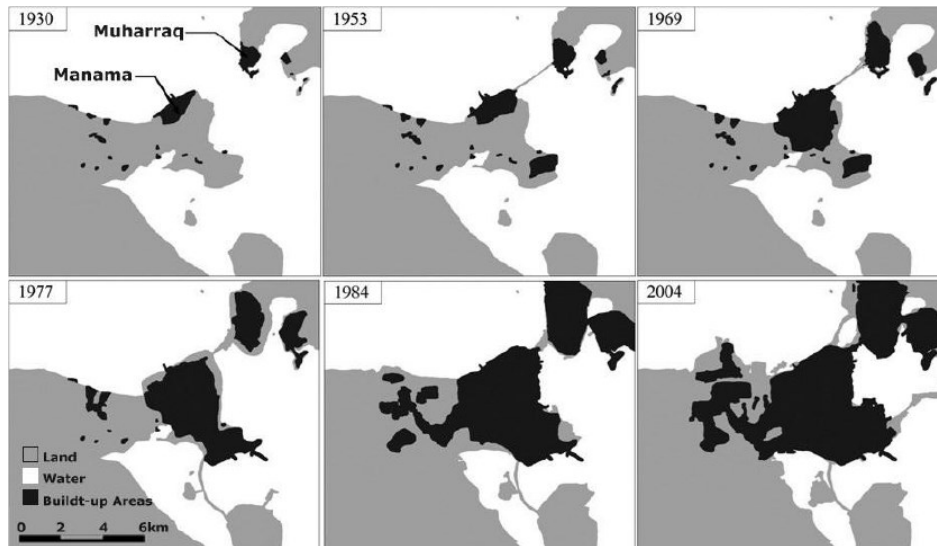 1930
Muharraq
Manama
1953
1969
1977
Land
Water
Buildt-up Areas
0 2 4 6km
1984
2004